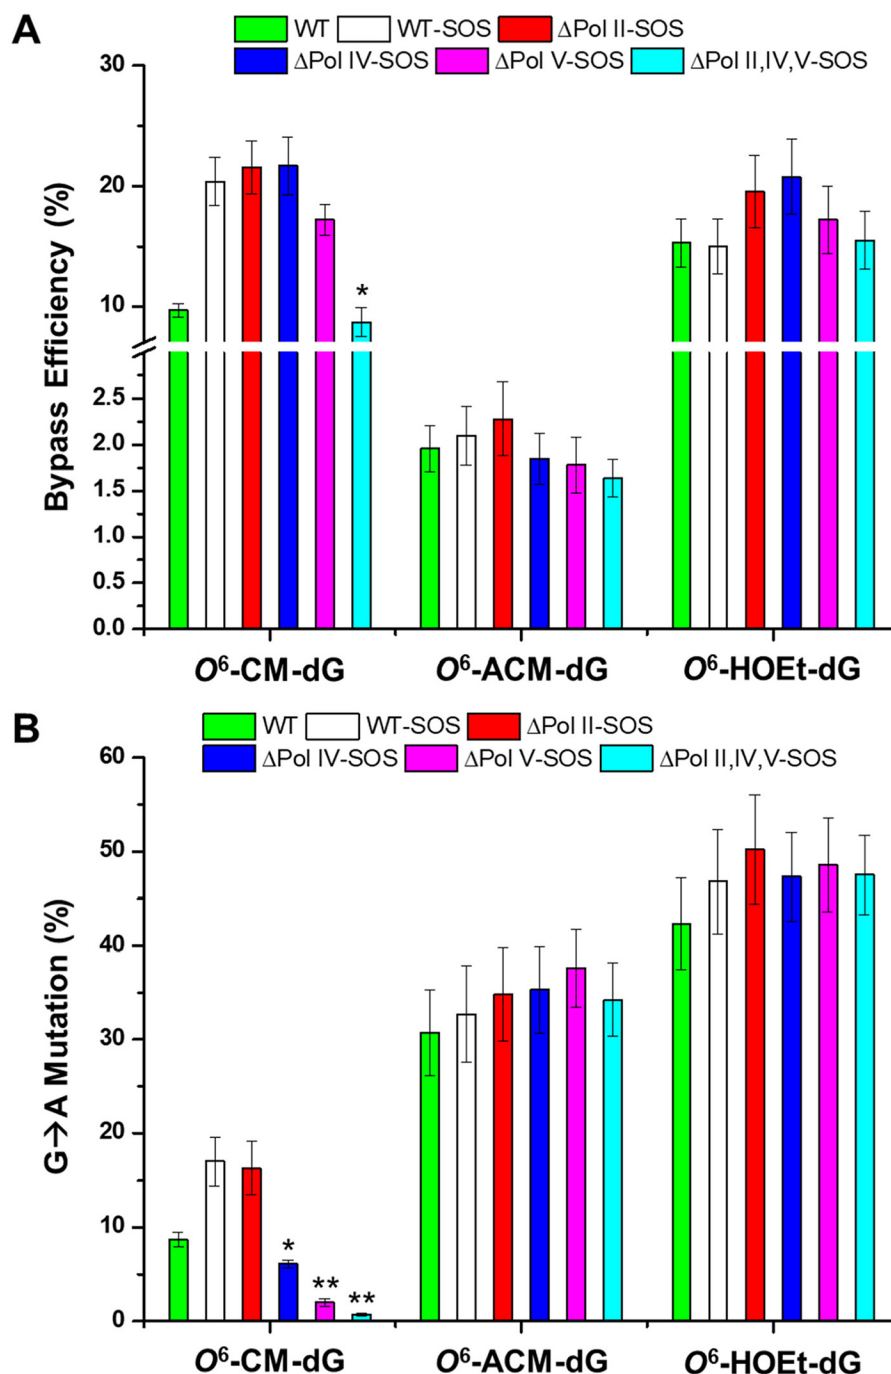 A
WT WT-SOS ΔPol II-SOS
ΔPol IV-SOS ΔPol V-SOS ΔPol II,IV,V-SOS
Bypass Efficiency (%)
30
20
10
2.5
2.0
1.5
1.0
0.5
0.0
*
O⁶-CM-dG O⁶-ACM-dG O⁶-HOEt-dG
B
WT WT-SOS ΔPol II-SOS
ΔPol IV-SOS ΔPol V-SOS ΔPol II,IV,V-SOS
G→A Mutation (%)
60
50
40
30
20
10
0
* ** **
O⁶-CM-dG O⁶-ACM-dG O⁶-HOEt-dG